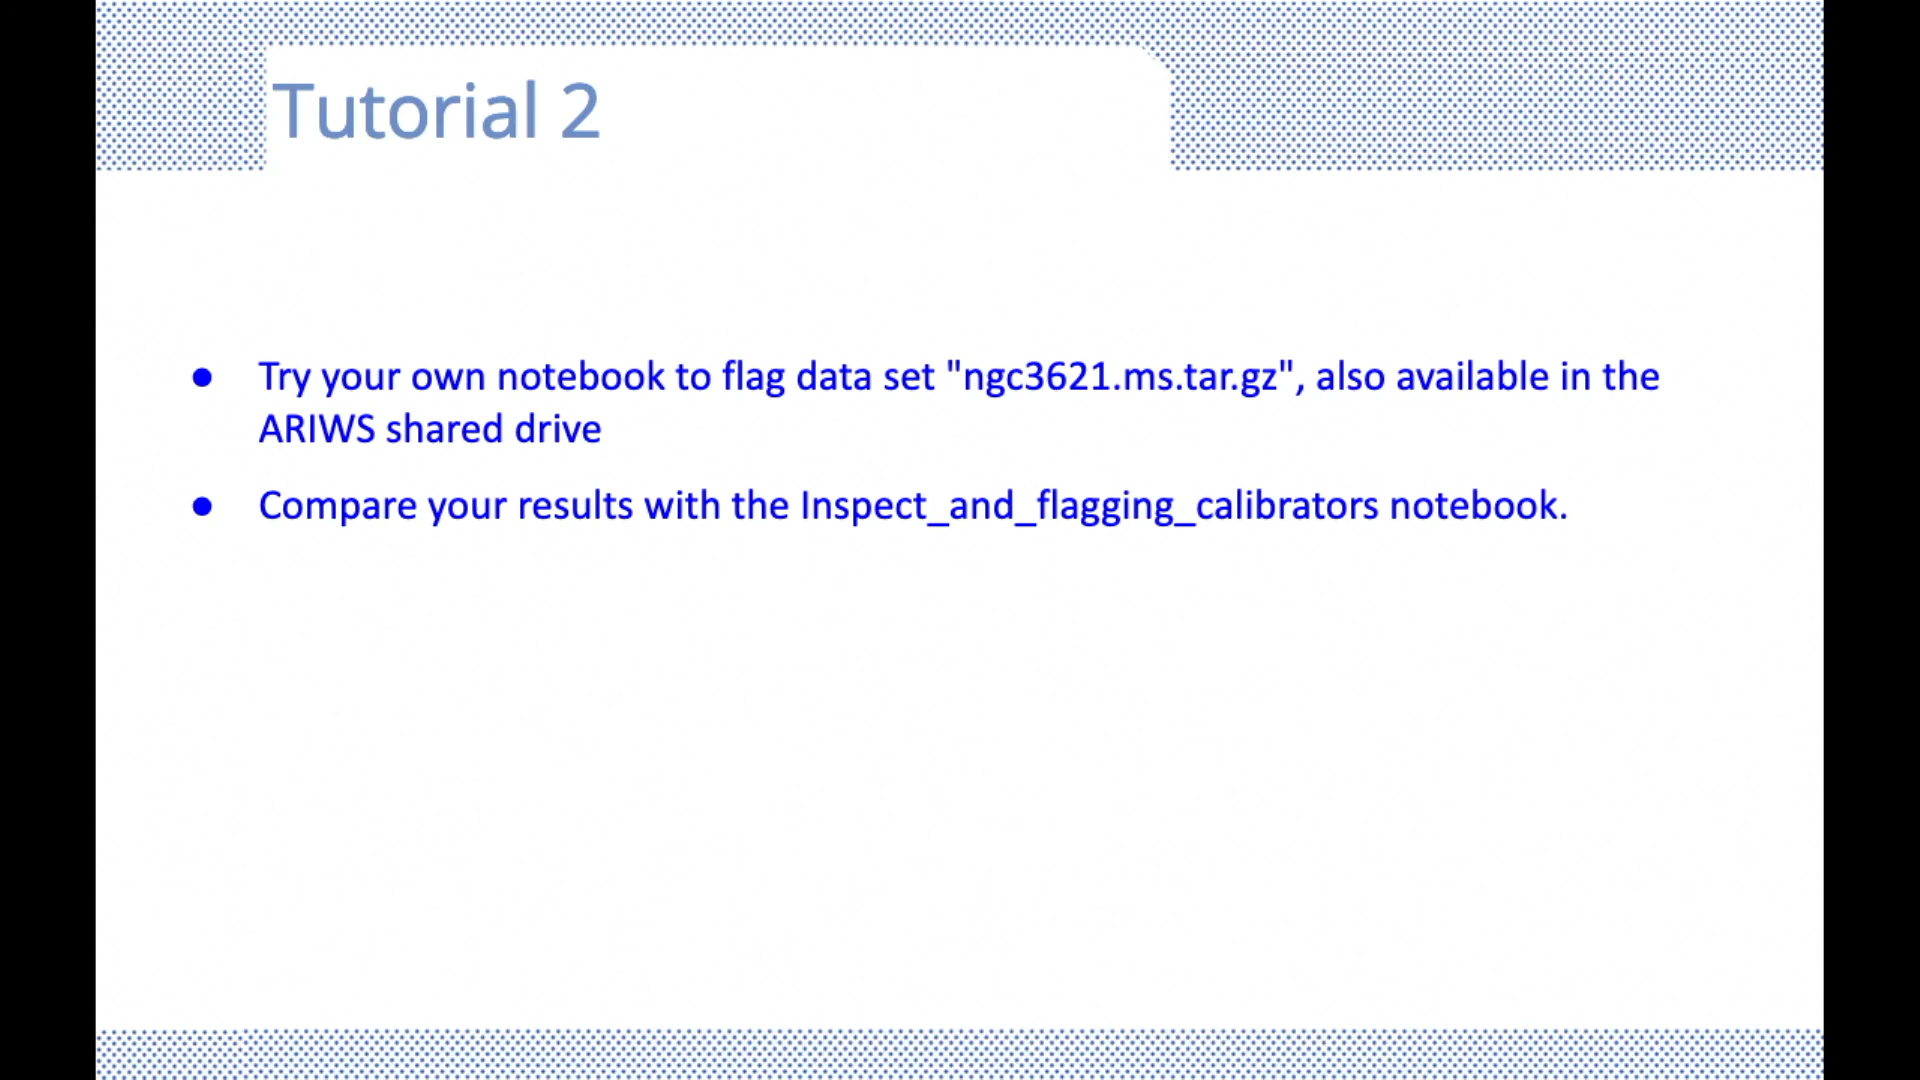 Tutorial 2
● Try your own notebook to flag data set "ngc3621.ms.tar.gz", also available in the
ARIWS shared drive
● Compare your results with the Inspect_and_flagging_calibrators notebook.